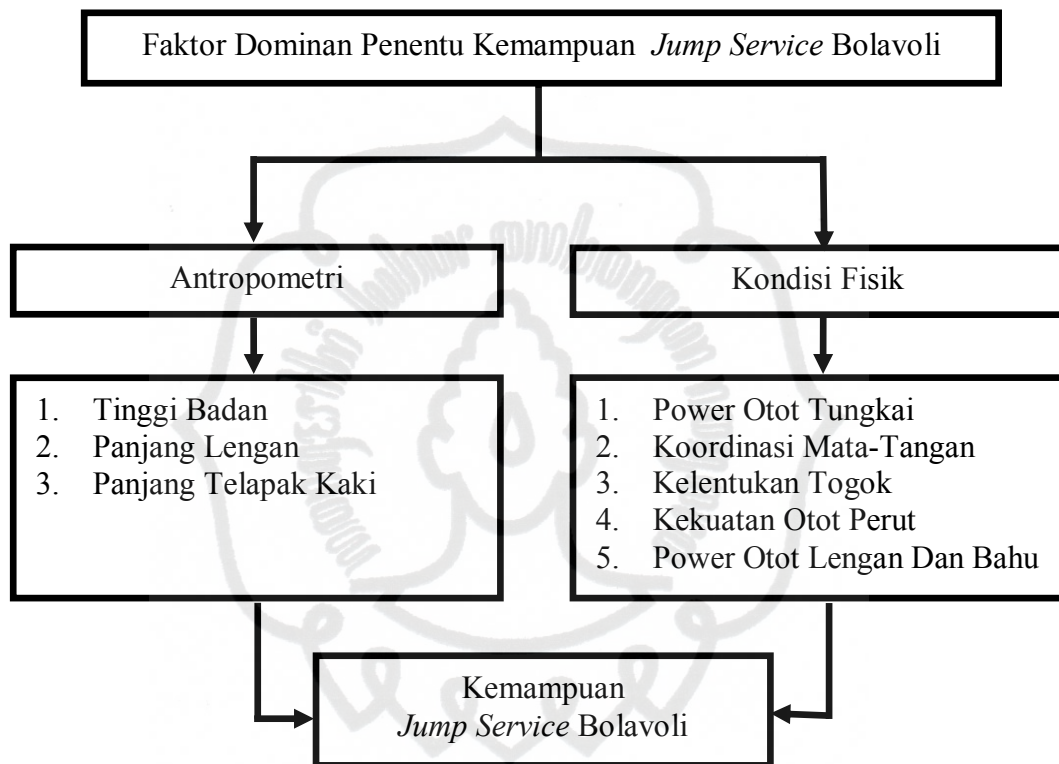 Faktor Dominan Penentu Kemampuan Jump Service Bolavoli
Antropometri
Kondisi Fisik
1. Tinggi Badan
2. Panjang Lengan
3. Panjang Telapak Kaki
1. Power Otot Tungkai
2. Koordinasi Mata-Tangan
3. Kelentukan Togok
4. Kekuatan Otot Perut
5. Power Otot Lengan Dan Bahu
Kemampuan
Jump Service Bolavoli